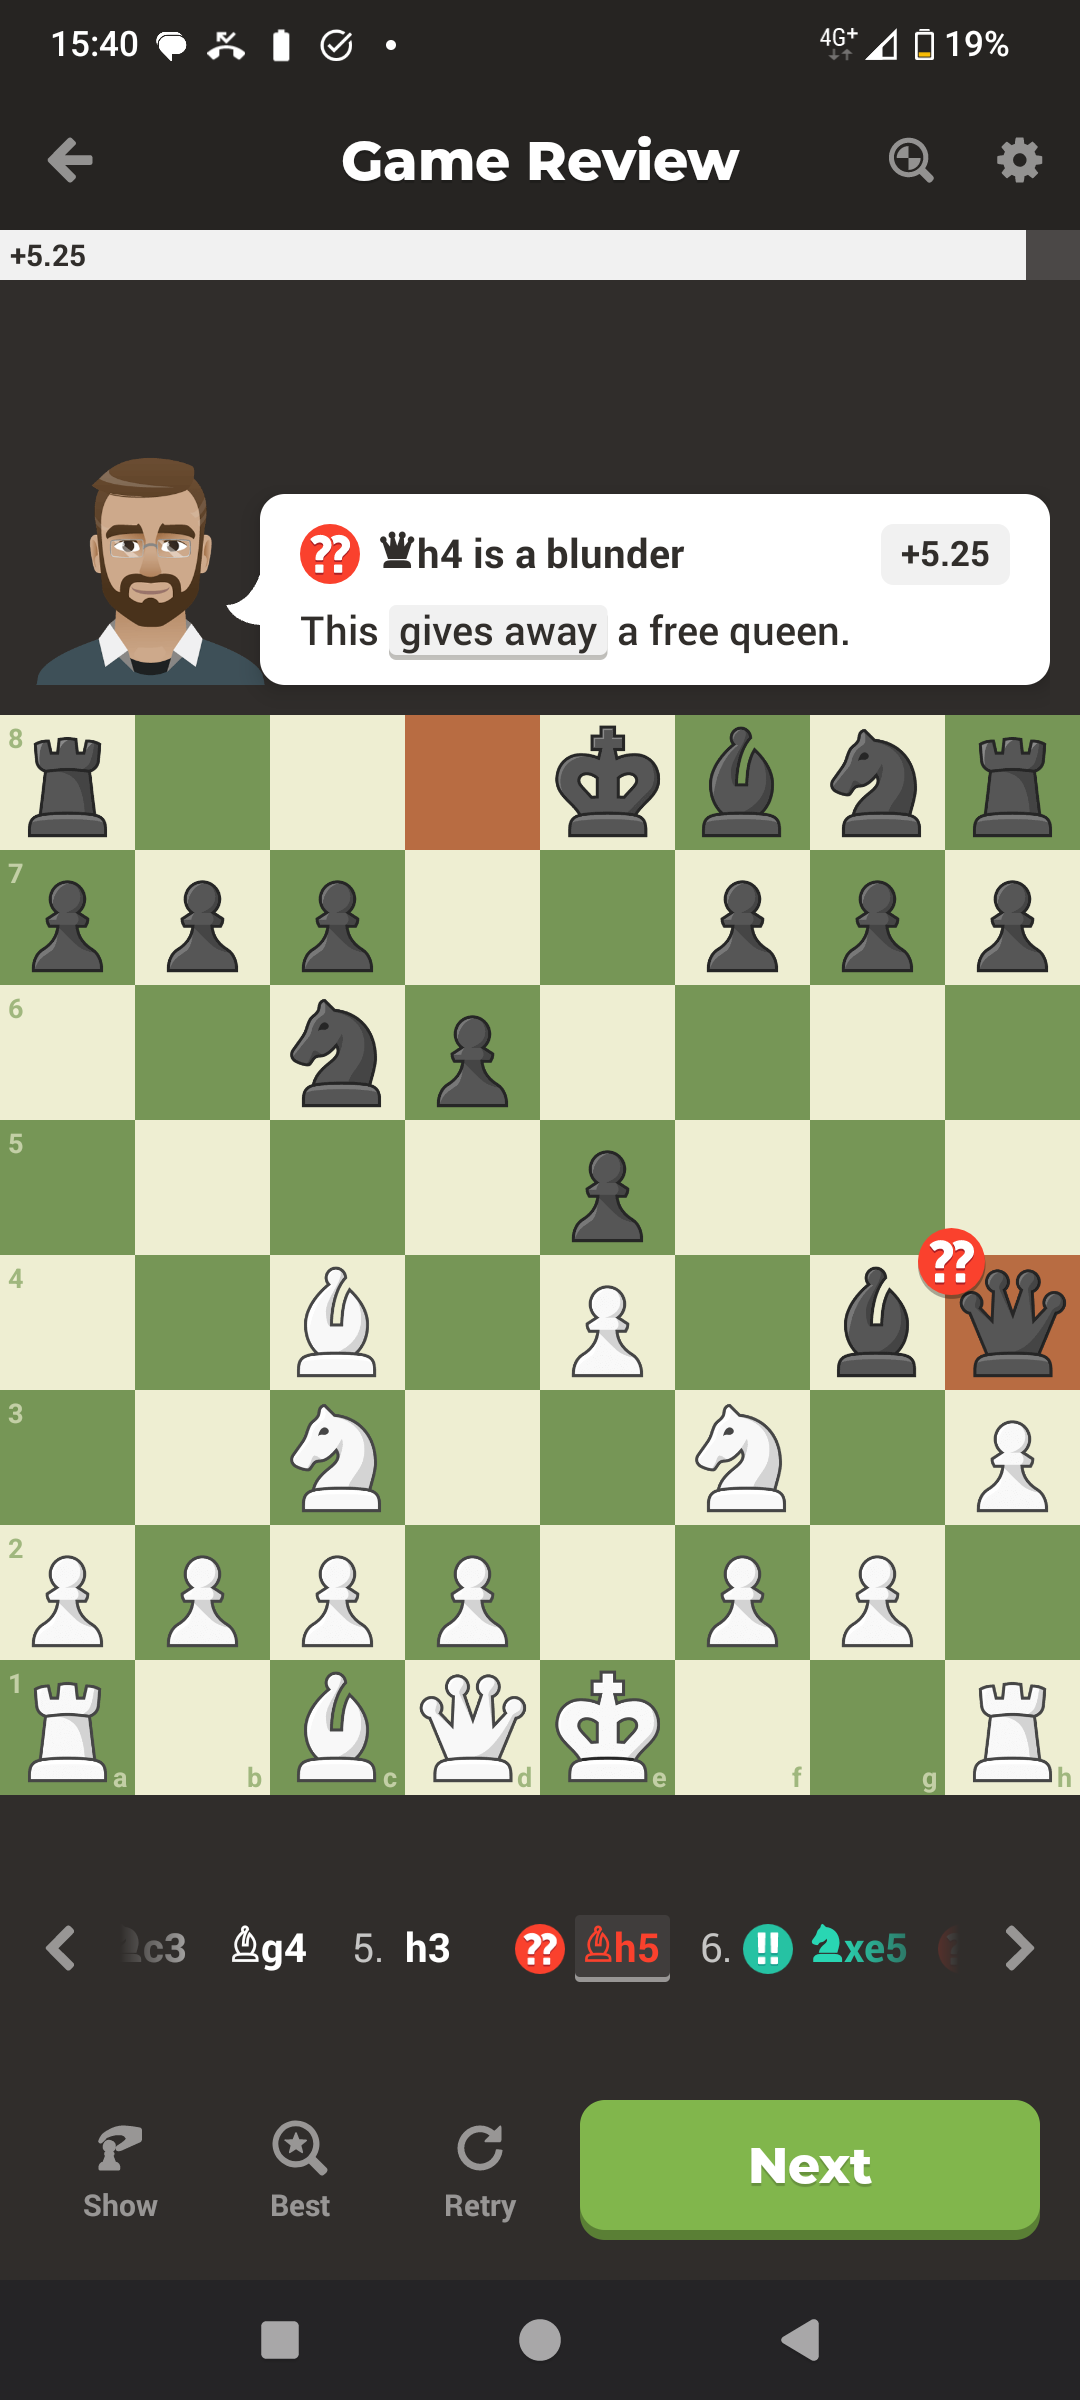 15:40 4G+ 19%
Game Review
+5.25
?? h4 is a blunder +5.25
This gives away a free queen.
8
7
6
5
??
4
3
2
1
a b c d e f g h
c3 g4 5. h3 ?? h5 6. !! xe5
Show Best Retry Next